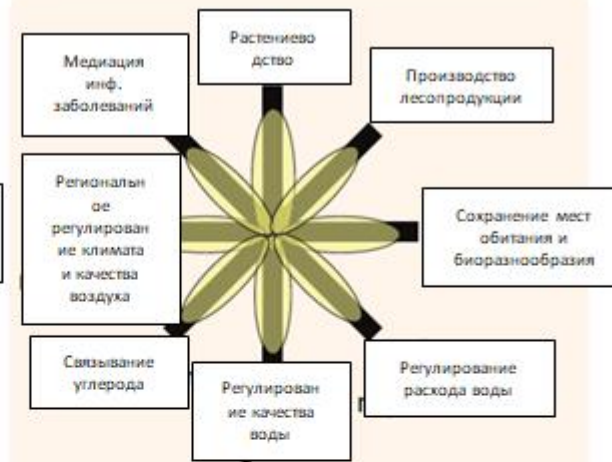 Растениево
дство
Медиация
инф.
заболеваний
Производство
лесопродукции
Региональн
ое
регулирован
ие климата
и качества
воздуха
Сохранение мест
обитания и
биоразнообразия
Связывание
углерода
Регулирован
ие качества
воды
Регулирование
расхода воды